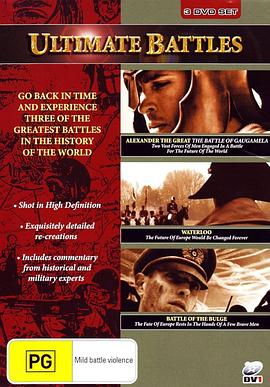 3 DVD SET
ULTIMATE BATTLES
GO BACK IN TIME
AND EXPERIENCE
THREE OF THE
GREATEST BATTLES
IN THE HISTORY
OF THE WORLD
• Shot in High Definition
• Exquisitely detailed
re-creations
• Includes commentary
from historical and
military experts
ALEXANDER THE GREAT THE BATTLE OF GAUGAMELA
Two Vast Forces Of Men Engaged In A Battle
For The Future Of The World
WATERLOO
The Future Of Europe Would Be Changed Forever
BATTLE OF THE BULGE
The Fate Of Europe Rests In The Hands Of A Few Brave Men
PG
Mild battle violence
DV1